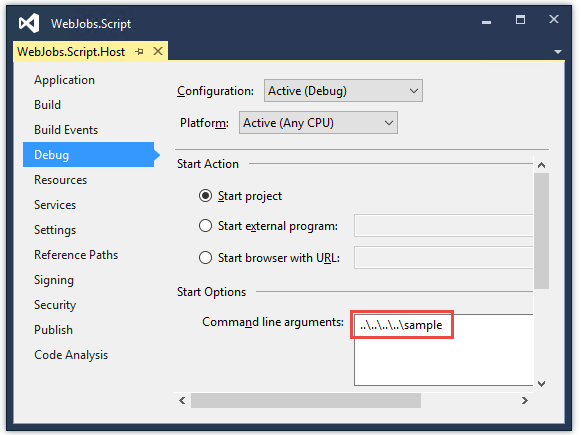 WebJobs.Script
WebJobs.Script.Host
Application
Build
Build Events
Debug
Resources
Services
Settings
Reference Paths
Signing
Security
Publish
Code Analysis
Configuration: Active (Debug)
Platform: Active (Any CPU)
Start Action
Start project
Start external program:
Start browser with URL:
Start Options
Command line arguments: ..\..\..\..\sample